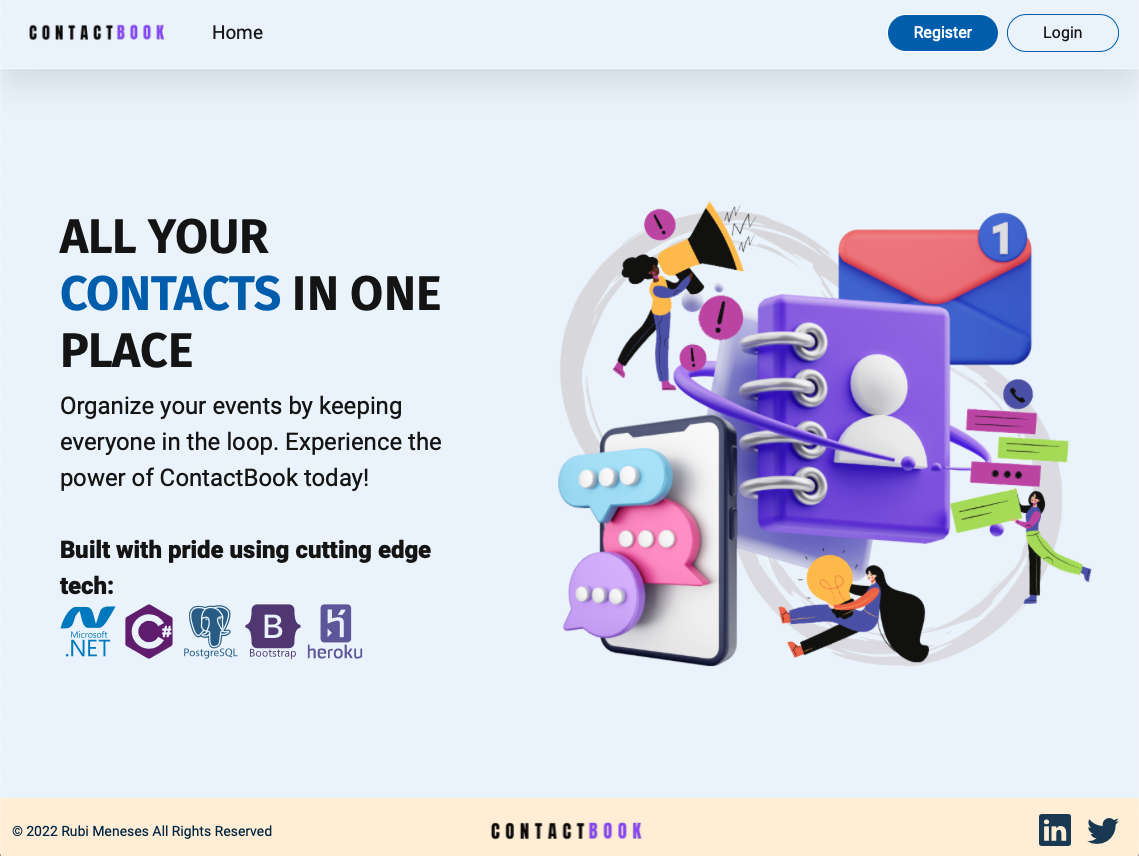 CONTACTBOOK Home Register Login
ALL YOUR
CONTACTS IN ONE
PLACE
Organize your events by keeping
everyone in the loop. Experience the
power of ContactBook today!
Built with pride using cutting edge
tech:
Microsoft
.NET
C#
PostgreSQL
B
Bootstrap
heroku
!
1
!
!
© 2022 Rubi Meneses All Rights Reserved CONTACTBOOK in